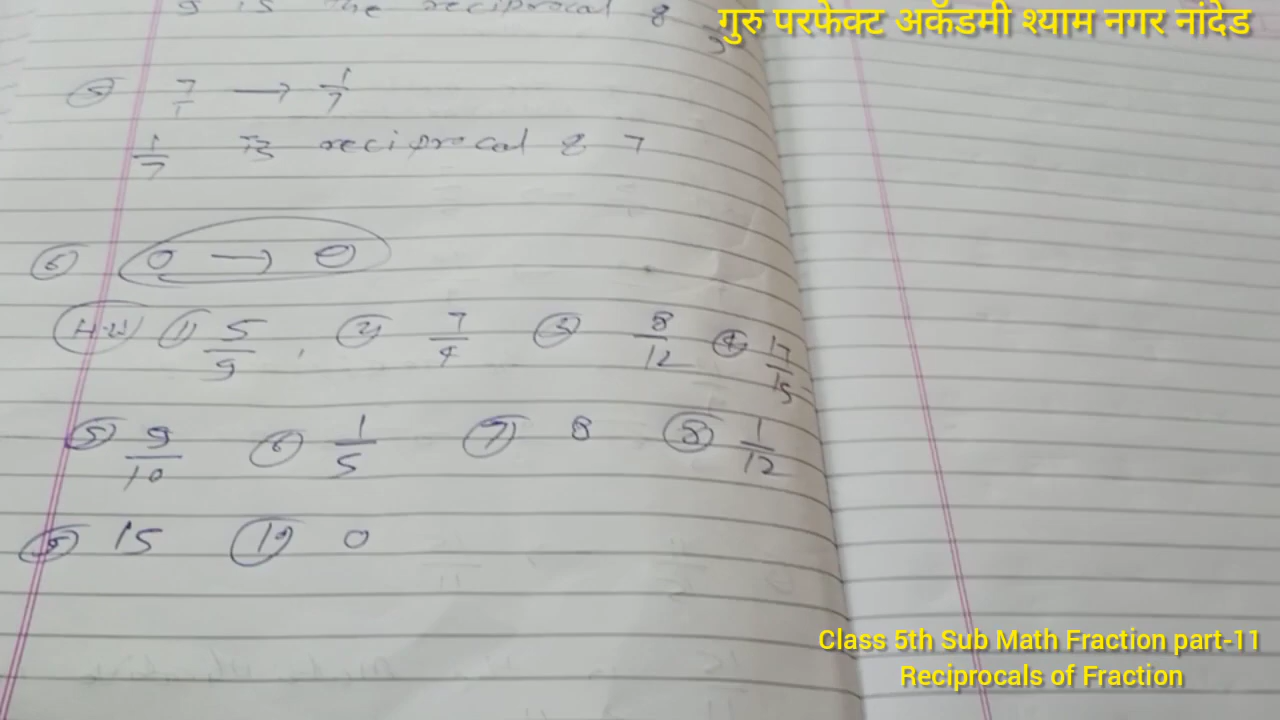 गुरु परफेक्ट अकॅडमी श्याम नगर नांदेड
is the reciprocal
⑤ 7/1 → 1/7
1/7 is reciprocal & 7
⑥ 0 → 0
H.W ① 5/9 , ② 7/4 ③ 8/12 ④ 17/15
⑤ 9/10 ⑥ 1/5 ⑦ 8 ⑧ 1/12
⑨ 15 ⑩ 0
Class 5th Sub Math Fraction part-11
Reciprocals of Fraction